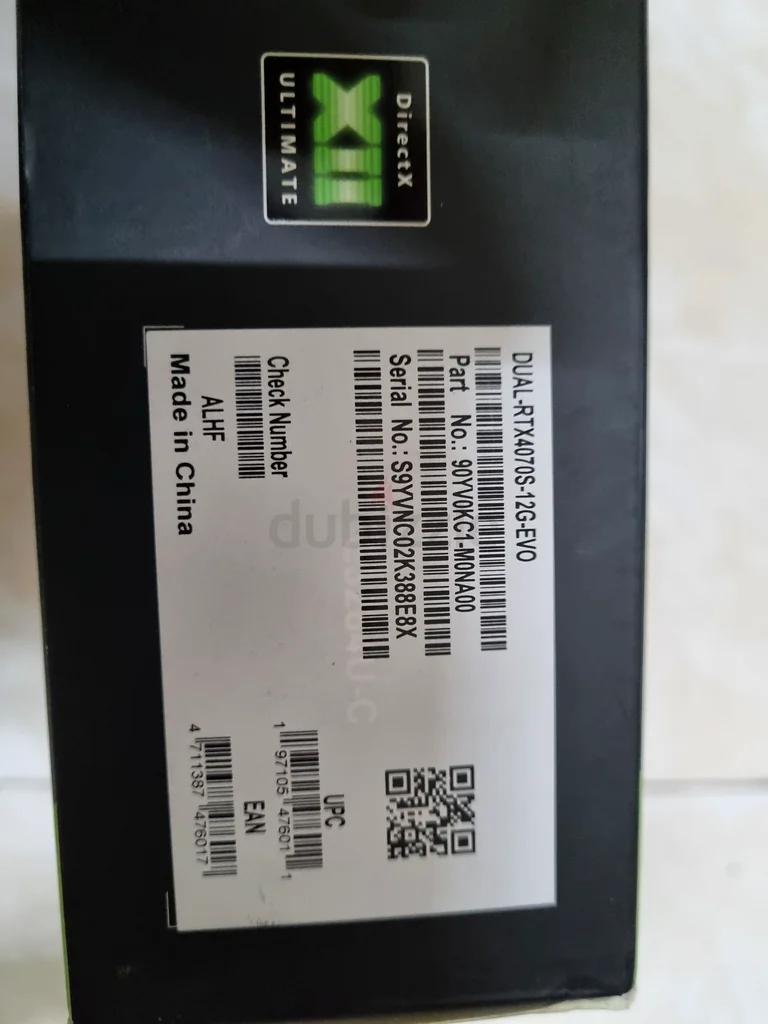 DirectX
XII
ULTIMATE
DUAL-RTX4070S-12G-EVO
Part No.: 90YV0KC1-M0NA00
Serial No.: S9YVNC02K388E8X
Check Number
ALHF
Made in China
UPC
1 97105 47601 1
EAN
4 711387 476017